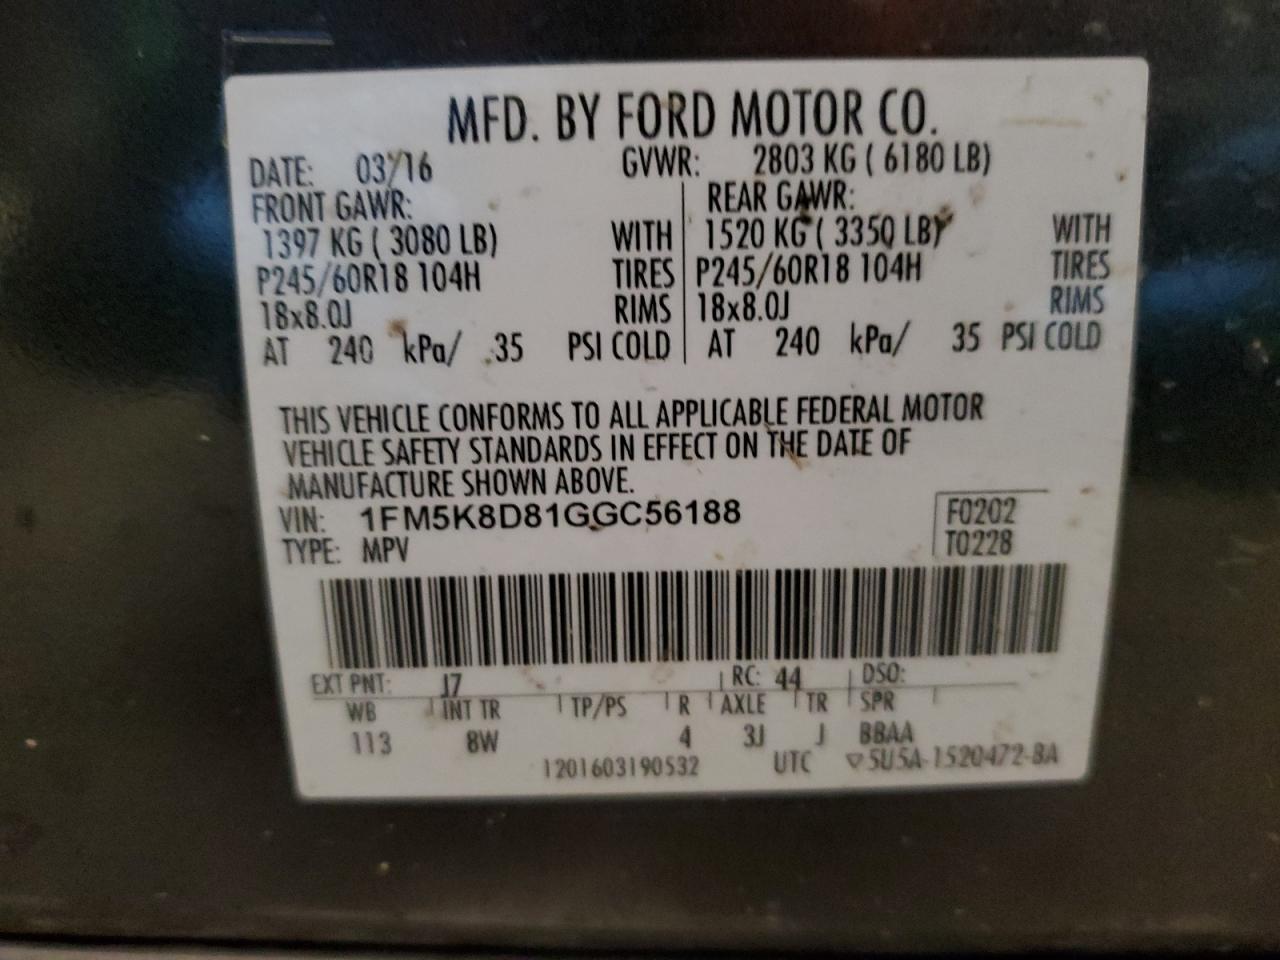 MFD. BY FORD MOTOR CO.
DATE: 03/16 GVWR: 2803 KG ( 6180 LB)
FRONT GAWR: REAR GAWR:
1397 KG ( 3080 LB) WITH 1520 KG ( 3350 LB) WITH
P245/60R18 104H TIRES P245/60R18 104H TIRES
18x8.0J RIMS 18x8.0J RIMS
AT 240 kPa/ 35 PSI COLD AT 240 kPa/ 35 PSI COLD
THIS VEHICLE CONFORMS TO ALL APPLICABLE FEDERAL MOTOR
VEHICLE SAFETY STANDARDS IN EFFECT ON THE DATE OF
MANUFACTURE SHOWN ABOVE.
VIN: 1FM5K8D81GGC56188 F0202
TYPE: MPV T0228
EXT PNT: J7 RC: 44 DSO:
WB INT TR TP/PS R AXLE TR SPR
113 8W 4 3J J BBAA
1201603190532 UTC ▽5U5A-1520472-BA